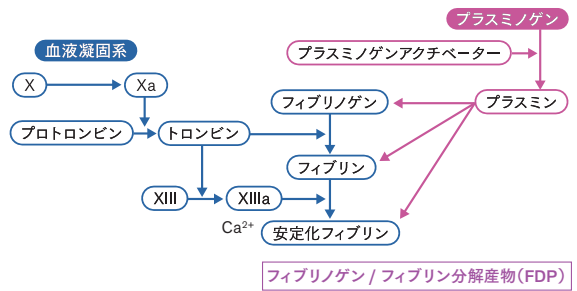 プラスミノゲン
血液凝固系
プラスミノゲンアクチベーター
X
Xa
フィブリノゲン
プラスミン
プロトロンビン
トロンビン
フィブリン
XIII
XIIIa
Ca²⁺
安定化フィブリン
フィブリノゲン / フィブリン分解産物（FDP）